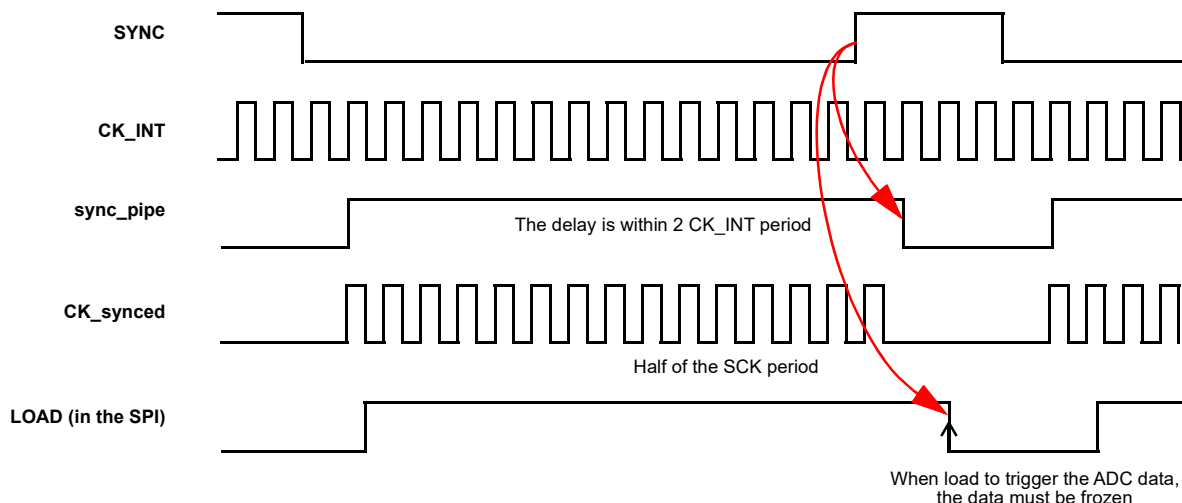 SYNC
CK_INT
sync_pipe
The delay is within 2 CK_INT period
CK_synced
Half of the SCK period
LOAD (in the SPI)
When load to trigger the ADC data,
the data must be frozen